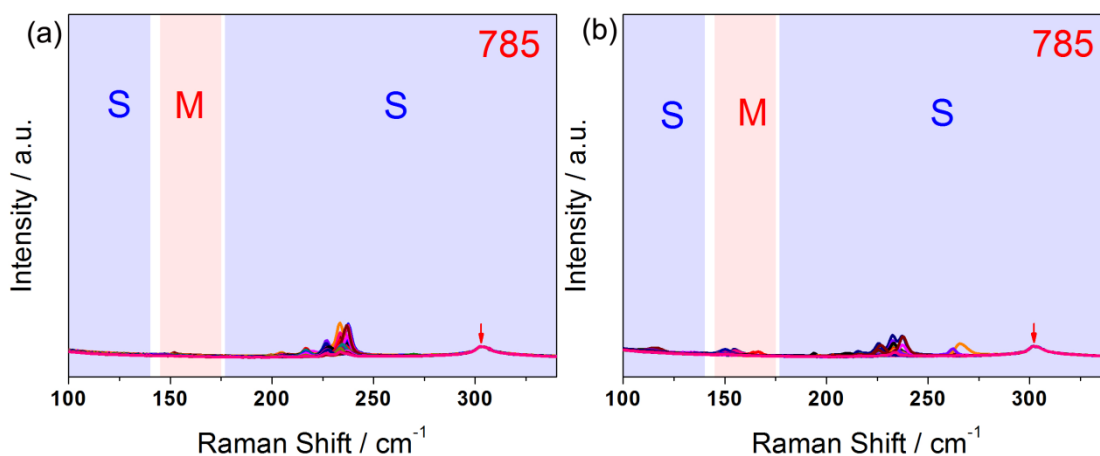 (a)
785
S
M
S
Intensity / a.u.
100
150
200
250
300
Raman Shift / cm⁻¹
(b)
785
S
M
S
Intensity / a.u.
100
150
200
250
300
Raman Shift / cm⁻¹